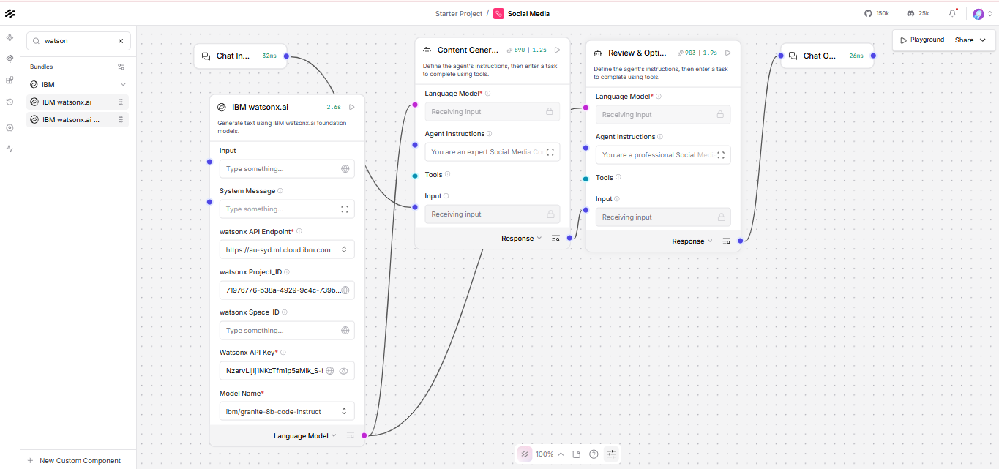 Starter Project / Social Media
150k
25k
watson
Playground
Share
Bundles
IBM
IBM watsonx.ai
IBM watsonx.ai ...
New Custom Component
Chat In...
32ms
IBM watsonx.ai
2.6s
Generate text using IBM watsonx.ai foundation
models.
Input
Type something...
System Message
Type something...
watsonx API Endpoint*
https://au-syd.ml.cloud.ibm.com
watsonx Project_ID
71976776-b38a-4929-9c4c-739b...
watsonx Space_ID
Type something...
Watsonx API Key*
Model Name*
ibm/granite-8b-code-instruct
Language Model
Content Gener...
890 | 1.2s
Define the agent's instructions, then enter a task
to complete using tools.
Language Model*
Receiving input
Agent Instructions
You are an expert Social Media Co
Tools
Input
Receiving input
Response
Review & Opti...
903 | 1.9s
Define the agent's instructions, then enter a task
to complete using tools.
Language Model*
Receiving input
Agent Instructions
You are a professional Social Medi
Tools
Input
Receiving input
Response
Chat O...
26ms
100%